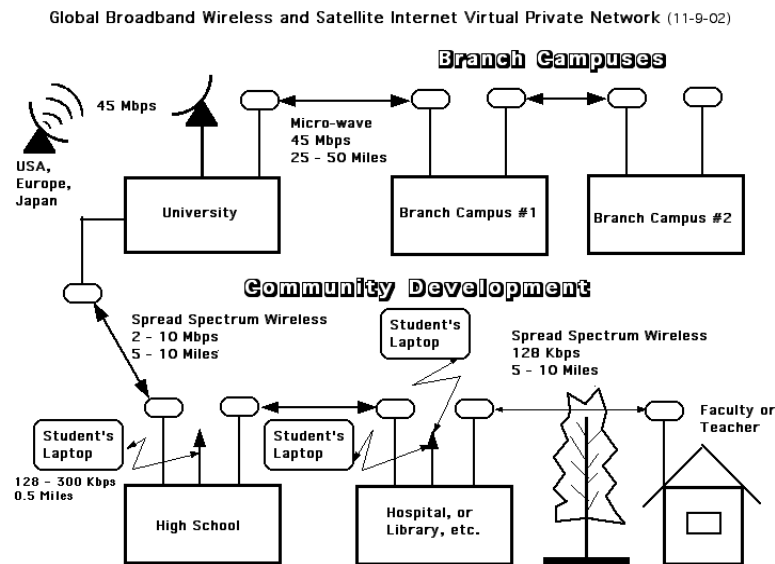 Global Broadband Wireless and Satellite Internet Virtual Private Network (11-9-02)
Branch Campuses
45 Mbps
Micro-wave
45 Mbps
25 - 50 Miles
USA,
Europe,
Japan
University
Branch Campus #1
Branch Campus #2
Community Development
Spread Spectrum Wireless
2 - 10 Mbps
5 - 10 Miles
Student's
Laptop
Spread Spectrum Wireless
128 Kbps
5 - 10 Miles
Student's
Laptop
Student's
Laptop
Faculty or
Teacher
128 - 300 Kbps
0.5 Miles
High School
Hospital, or
Library, etc.